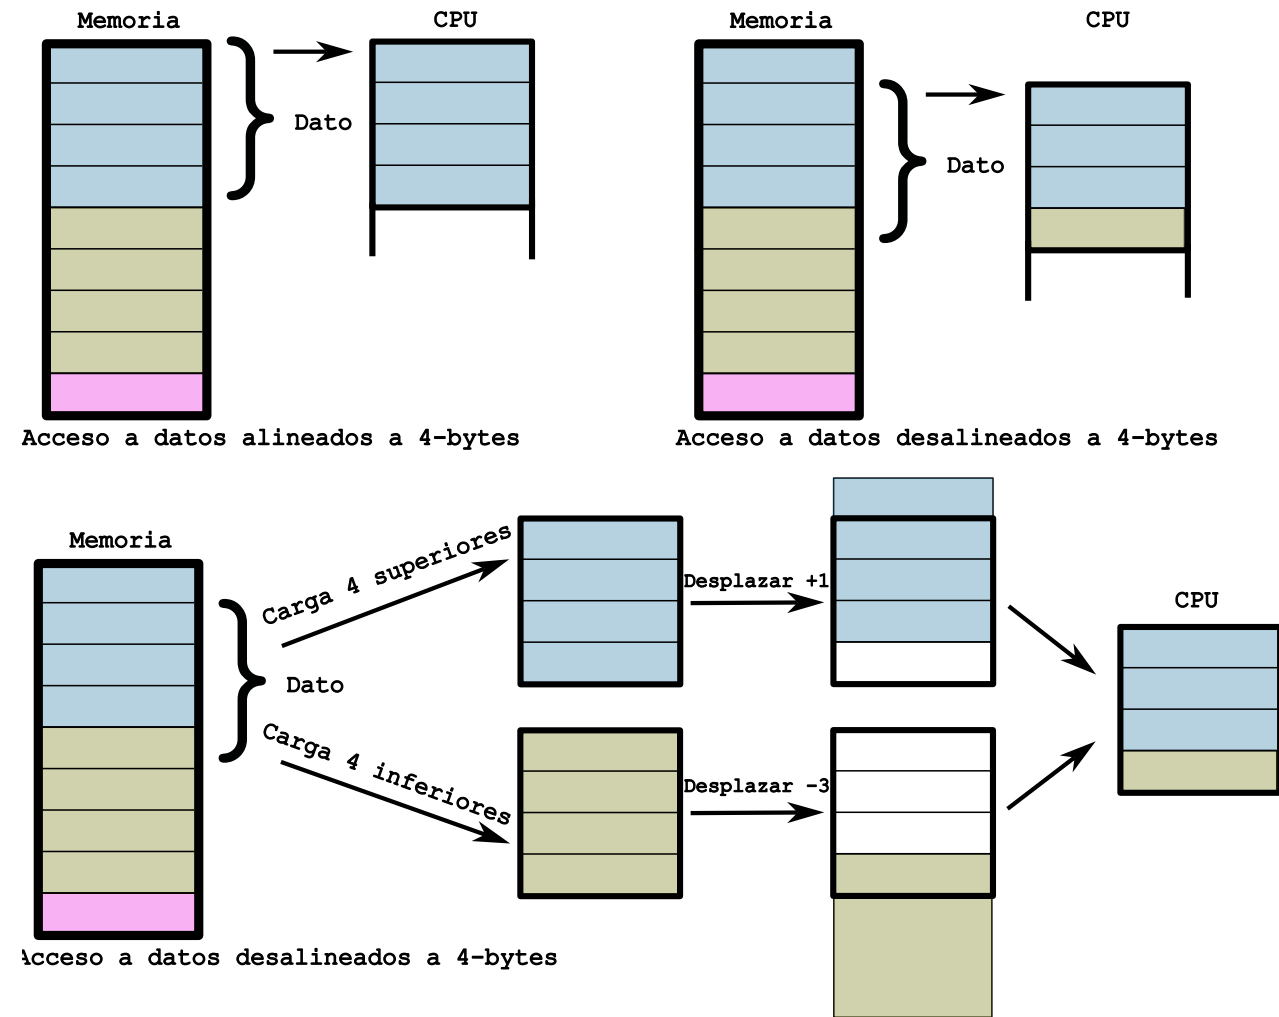 Memoria
CPU
Dato
Acceso a datos alineados a 4-bytes
Memoria
CPU
Dato
Acceso a datos desalineados a 4-bytes
Memoria
Dato
Carga 4 superiores
Carga 4 inferiores
Desplazar +1
Desplazar -3
CPU
Acceso a datos desalineados a 4-bytes